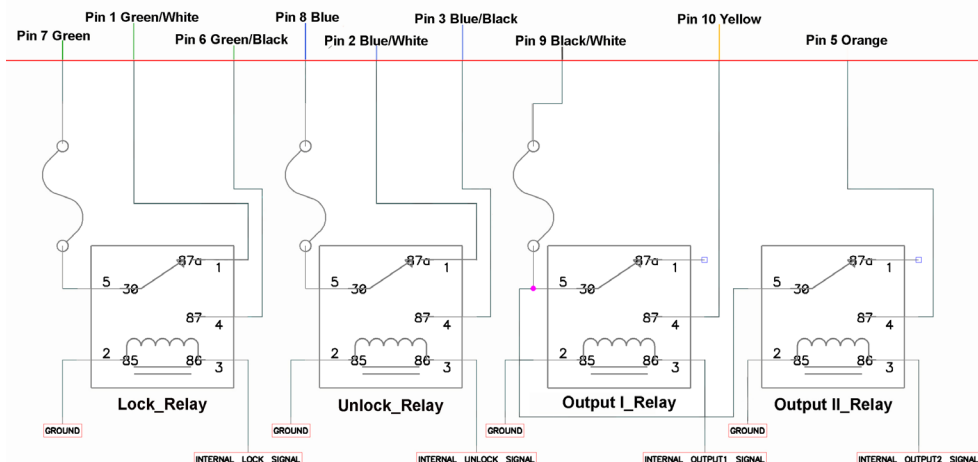 Pin 1 Green/White
Pin 8 Blue
Pin 3 Blue/Black
Pin 10 Yellow
Pin 7 Green
Pin 6 Green/Black
Pin 2 Blue/White
Pin 9 Black/White
Pin 5 Orange
87a
1
5
30
87
4
2
85
86
3
Lock_Relay
GROUND
INTERNAL LOCK SIGNAL
87a
1
5
30
87
4
2
85
86
3
Unlock_Relay
GROUND
INTERNAL UNLOCK SIGNAL
87a
1
5
30
87
4
2
85
86
3
Output I_Relay
GROUND
INTERNAL OUTPUT1 SIGNAL
87a
1
5
30
87
4
2
85
86
3
Output II_Relay
GROUND
INTERNAL OUTPUT2 SIGNAL